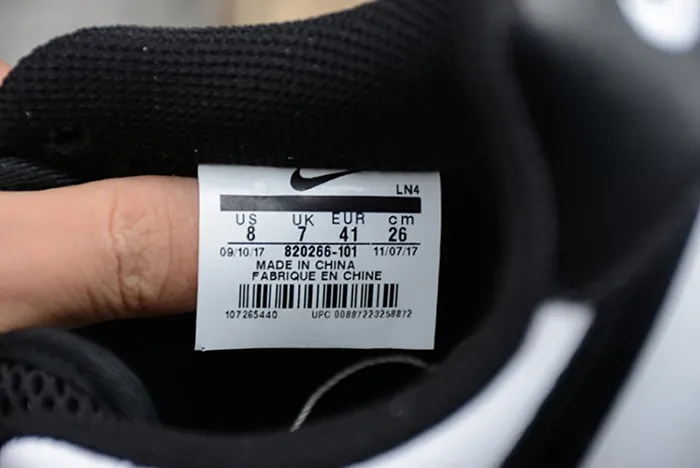 LN4
US UK EUR cm
8 7 41 26
09/10/17 820266-101 11/07/17
MADE IN CHINA
FABRIQUE EN CHINE
107265440 UPC 00887223258872